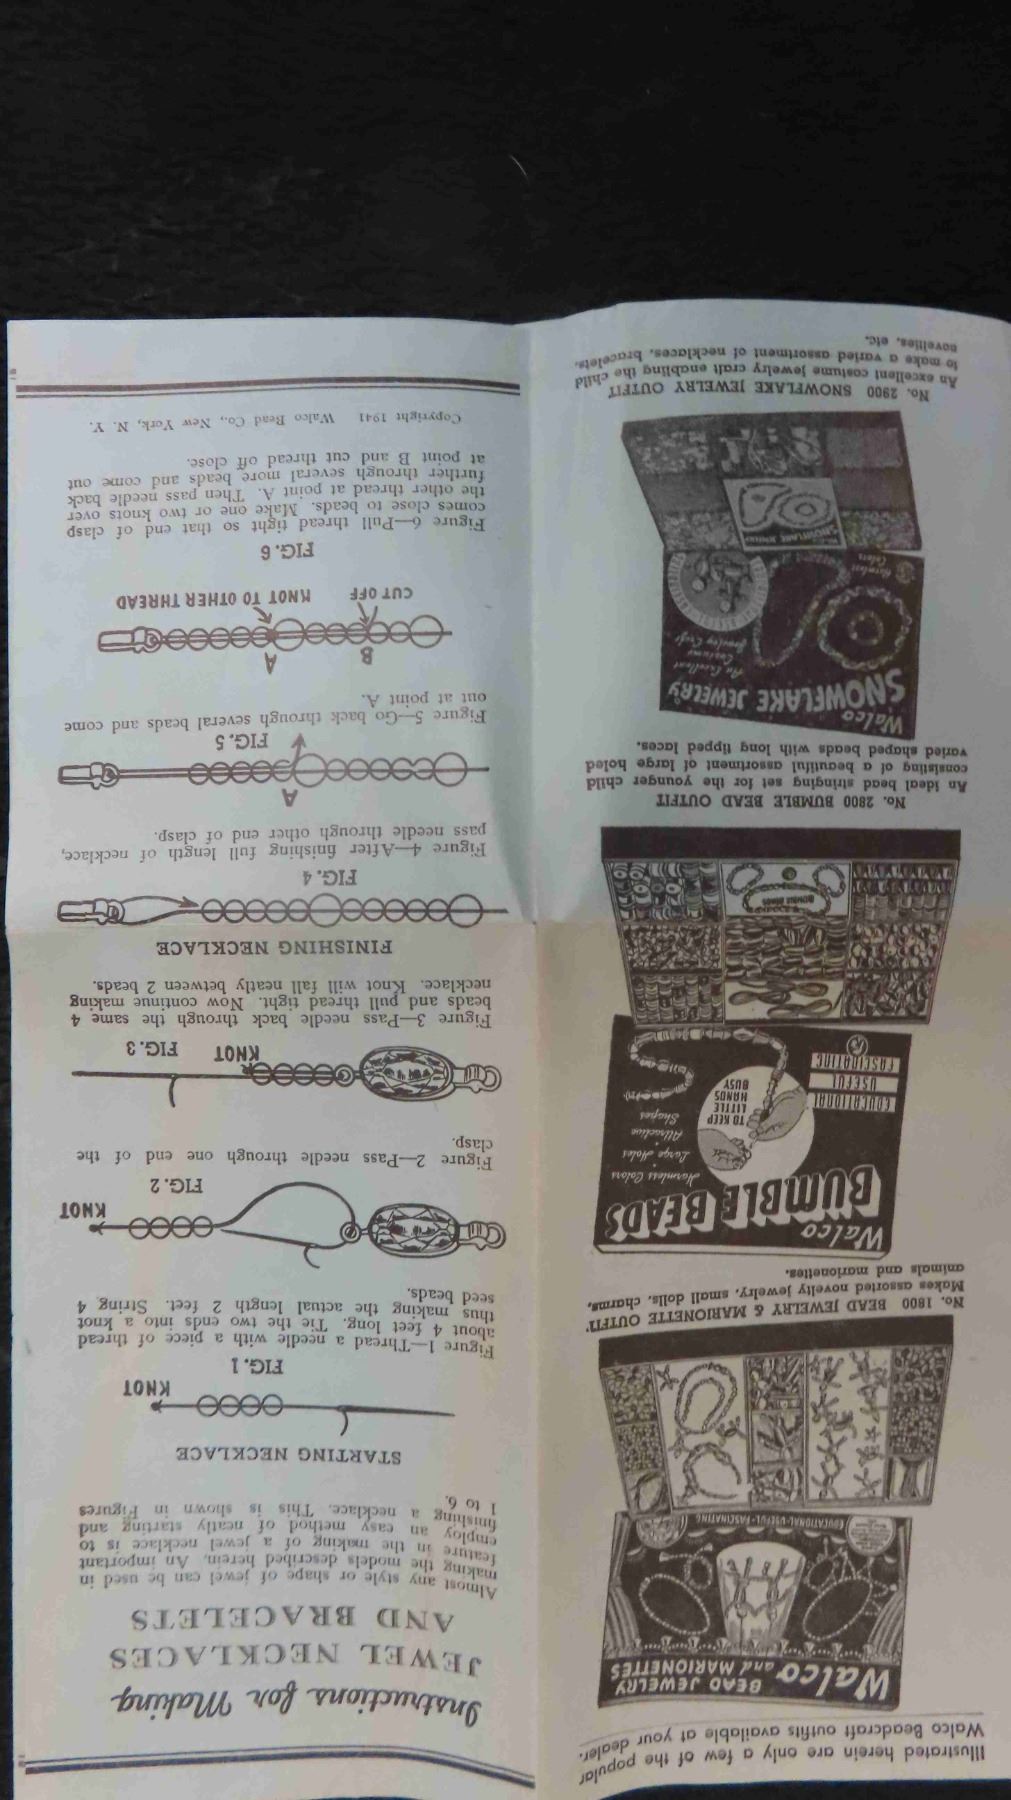 Instructions for Making
JEWEL NECKLACES
AND BRACELETS
Almost any style or shape of jewel can be used in
making the models described herein. An important
feature in the making of a jewel necklace is to
employ an easy method of neatly starting and
finishing a necklace. This is shown in Figures
1 to 6.
STARTING NECKLACE
KNOT
FIG. 1
Figure 1—Thread a needle with a piece of thread
about 4 feet long. Tie the two ends into a knot
thus making the actual length 2 feet. String 4
seed beads.
KNOT
FIG. 2
Figure 2—Pass needle through one end of the
clasp.
KNOT
FIG. 3
Figure 3—Pass needle back through the same 4
beads and pull thread tight. Now continue making
necklace. Knot will fall neatly between 2 beads.
FINISHING NECKLACE
FIG. 4
Figure 4—After finishing full length of necklace,
pass needle through other end of clasp.
A
FIG. 5
Figure 5—Go back through several beads and come
out at point A.
B A
CUT OFF KNOT TO OTHER THREAD
FIG. 6
Figure 6—Pull thread tight so that end of clasp
comes close to beads. Make one or two knots over
the other thread at point A. Then pass needle back
further through several more beads and come out
at point B and cut thread off close.
Copyright 1941 Walco Bead Co., New York, N. Y.
Illustrated herein are only a few of the popular
Walco Beadcraft outfits available at your dealer.
Walco BEAD JEWELRY
and MARIONETTES
EDUCATIONAL-USEFUL-FASCINATING
No. 1800 BEAD JEWELRY & MARIONETTE OUTFIT
Makes assorted novelty jewelry, small dolls, charms,
animals and marionettes.
Walco
BUMBLE BEADS
Harmless Colors
Large Holes
Attractive
Shapes
TO KEEP
LITTLE
HANDS
BUSY
EDUCATIONAL
USEFUL
FASCINATING
BUMBLE BEADS
No. 2800 BUMBLE BEAD OUTFIT
An ideal bead stringing set for the younger child
consisting of a beautiful assortment of large holed
varied shaped beads with long tipped laces.
Walco
SNOWFLAKE JEWELRY
An Excellent
Costume
Jewelry Craft
Harmless
Colors
SNOWFLAKE JEWELRY
No. 2900 SNOWFLAKE JEWELRY OUTFIT
An excellent costume jewelry craft enabling the child
to make a varied assortment of necklaces, bracelets,
novelties, etc.